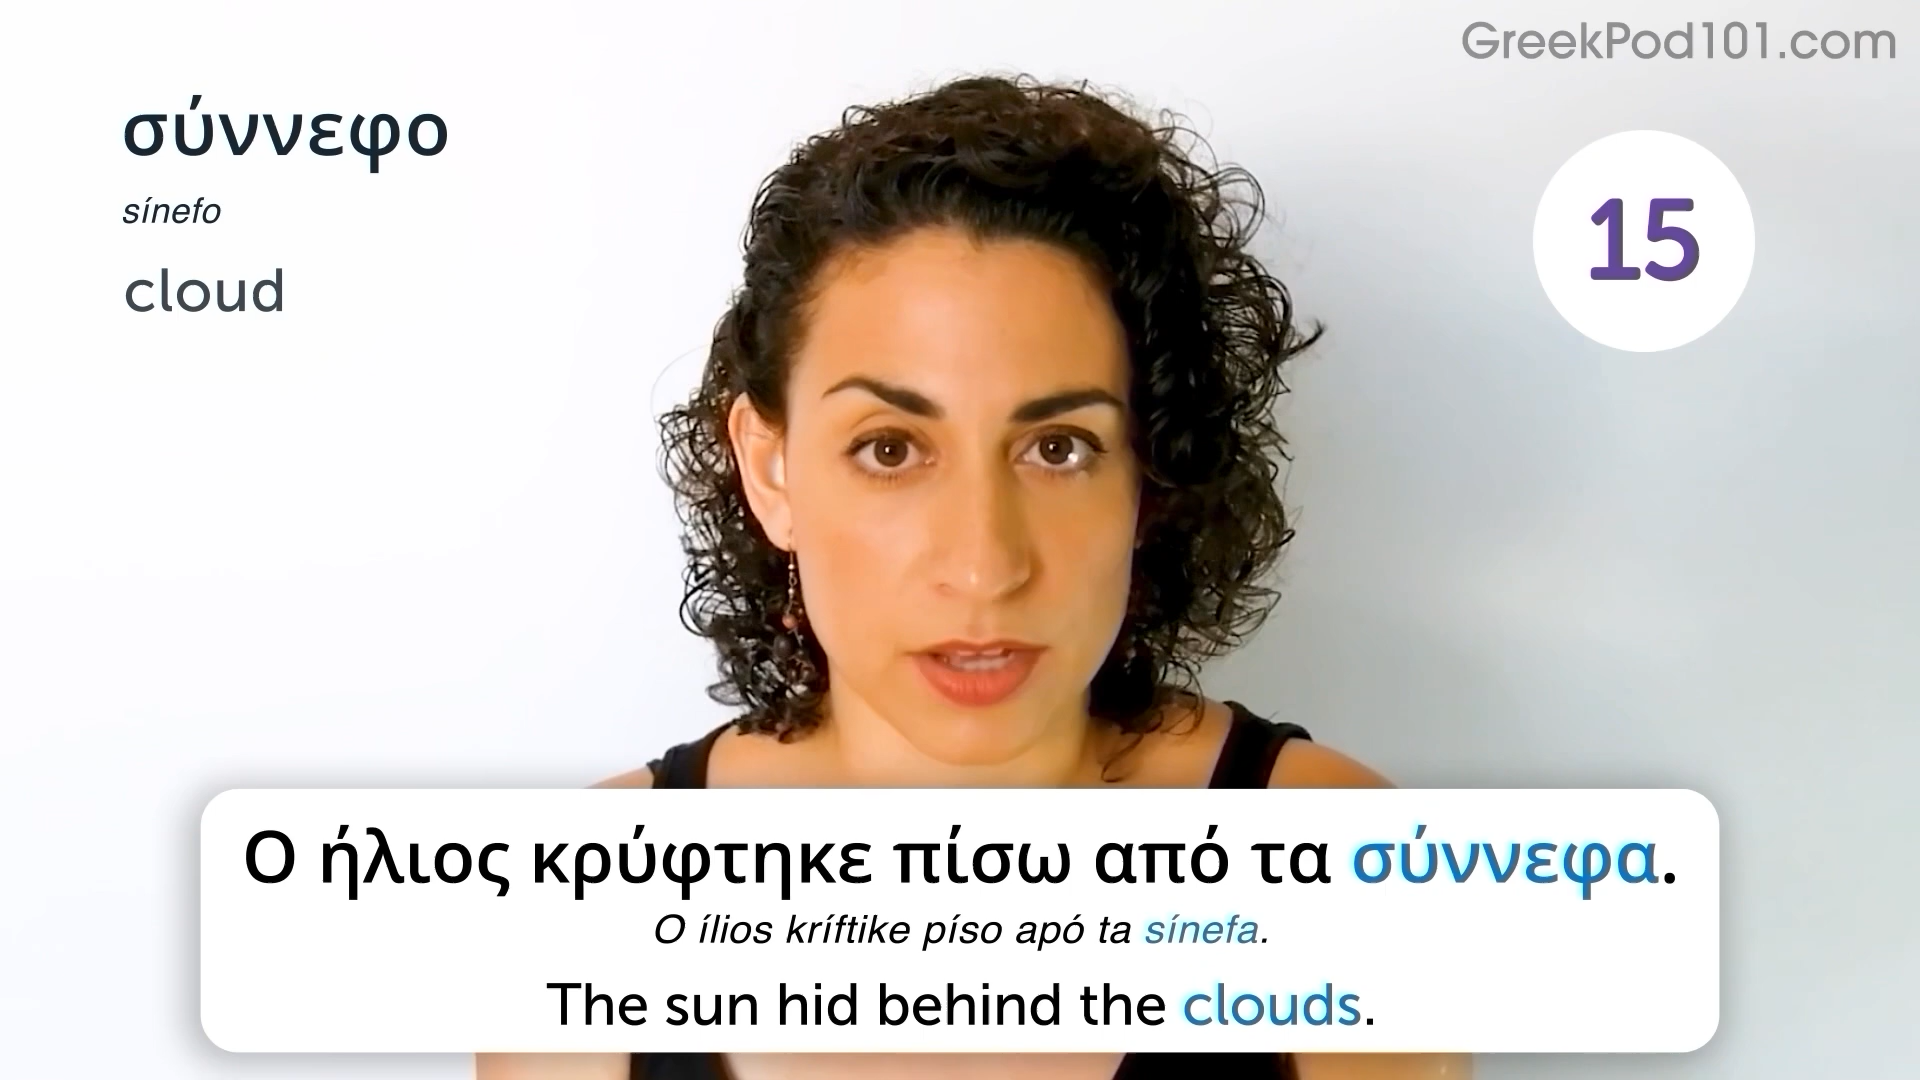 GreekPod101.com
σύννεφο
sínefo
cloud
15
Ο ήλιος κρύφτηκε πίσω από τα σύννεφα.
O ílios kríftike píso apó ta sínefa.
The sun hid behind the clouds.